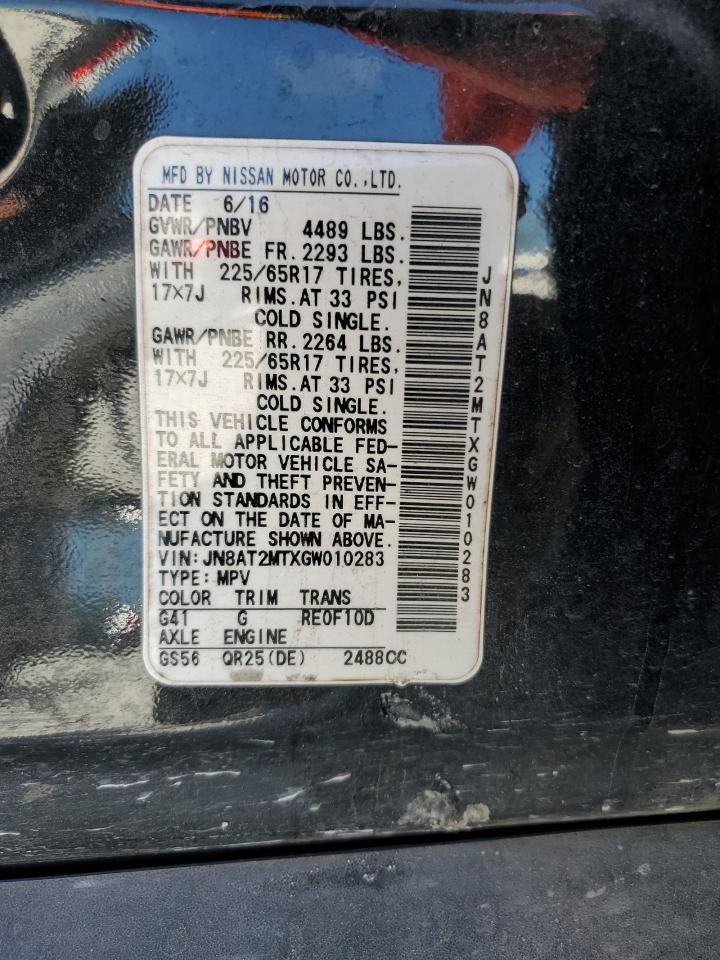 MFD BY NISSAN MOTOR CO.,LTD.
DATE 6/16
GVWR/PNBV 4489 LBS.
GAWR/PNBE FR. 2293 LBS.
WITH 225/65R17 TIRES,
17×7J RIMS. AT 33 PSI
COLD SINGLE.
GAWR/PNBE RR. 2264 LBS.
WITH 225/65R17 TIRES,
17×7J RIMS. AT 33 PSI
COLD SINGLE.
THIS VEHICLE CONFORMS
TO ALL APPLICABLE FED-
ERAL MOTOR VEHICLE SA-
FETY AND THEFT PREVEN-
TION STANDARDS IN EFF-
ECT ON THE DATE OF MA-
NUFACTURE SHOWN ABOVE.
VIN: JN8AT2MTXGW010283
TYPE: MPV
COLOR TRIM TRANS
G41 G RE0F10D
AXLE ENGINE
GS56 QR25(DE) 2488CC
JN8AT2MTXGW010283